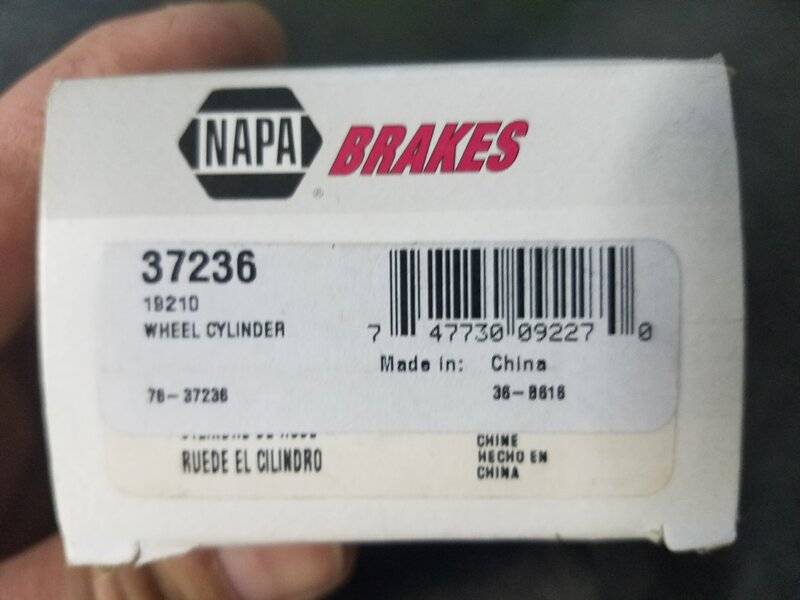 NAPA
®
BRAKES
37236
19210
WHEEL CYLINDER
7 47730 09227 0
Made in: China
76-37236
36-8616
RUEDE EL CILINDRO
CHINE
HECHO EN
CHINA